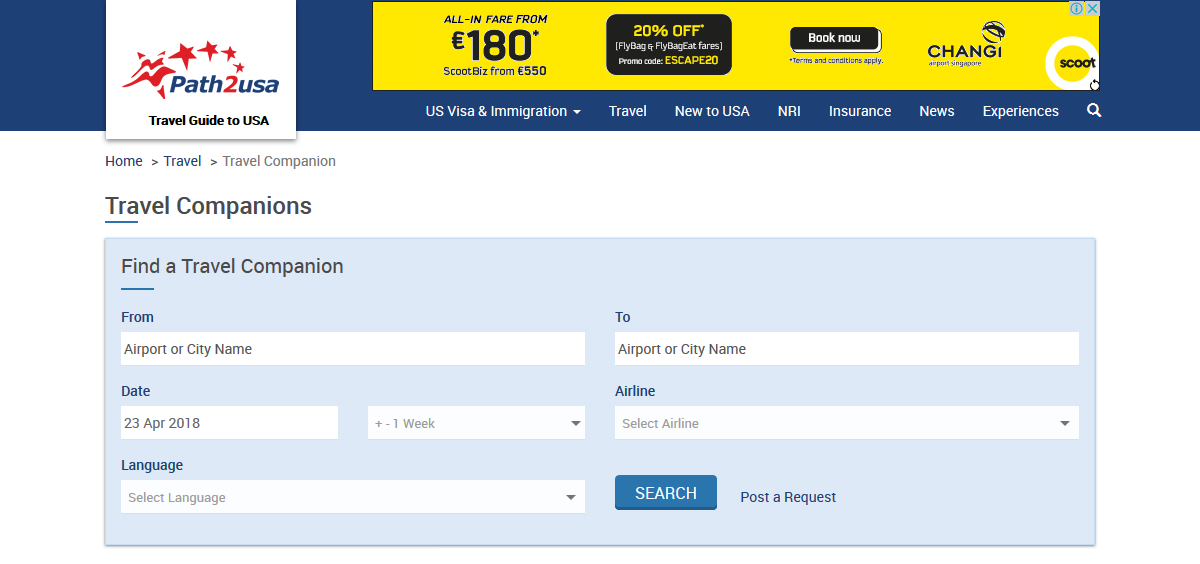 Path2usa
Travel Guide to USA
ALL-IN FARE FROM
€180*
ScootBiz from €550
20% OFF*
(FlyBag & FlyBagEat fares)
Promo code: ESCAPE20
Book now
*Terms and conditions apply.
CHANGI
airport singapore
scoot
US Visa & Immigration
Travel
New to USA
NRI
Insurance
News
Experiences
Home > Travel > Travel Companion
Travel Companions
Find a Travel Companion
From
Airport or City Name
To
Airport or City Name
Date
23 Apr 2018
+ - 1 Week
Airline
Select Airline
Language
Select Language
SEARCH
Post a Request